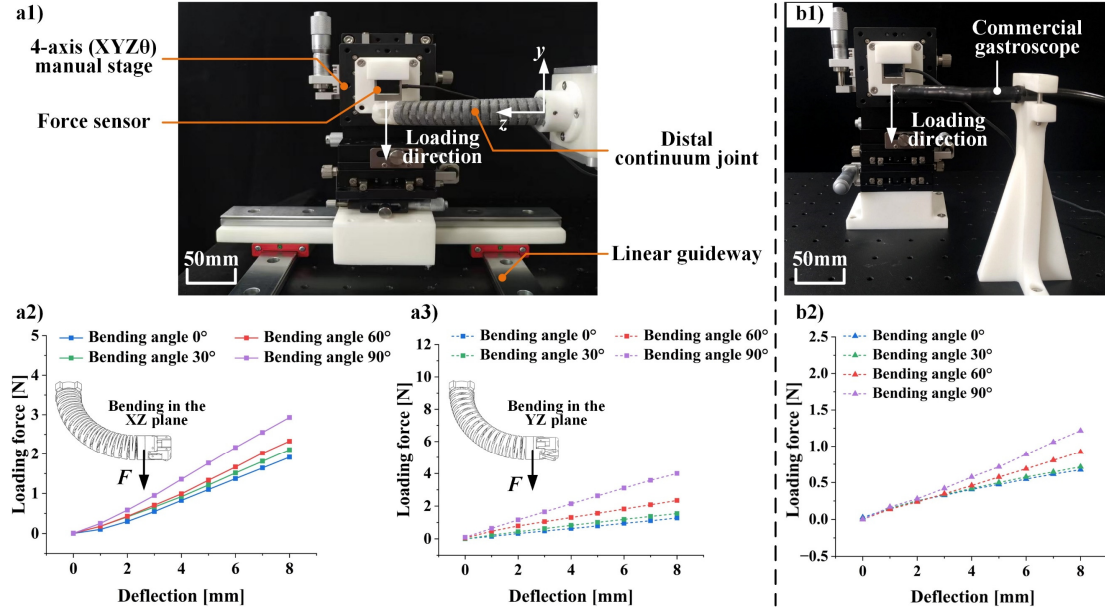 a1)
4-axis (XYZθ)
manual stage
Force sensor
y
z
Loading
direction
Distal
continuum joint
Linear guideway
50mm
b1)
Commercial
gastroscope
Loading
direction
50mm
a2)
Bending angle 0°
Bending angle 60°
Bending angle 30°
Bending angle 90°
Bending in the
XZ plane
F
Loading force [N]
5
4
3
2
1
0
0 2 4 6 8
Deflection [mm]
a3)
Bending angle 0°
Bending angle 60°
Bending angle 30°
Bending angle 90°
Bending in the
YZ plane
F
Loading force [N]
14
12
10
8
6
4
2
0
0 2 4 6 8
Deflection [mm]
b2)
Bending angle 0°
Bending angle 30°
Bending angle 60°
Bending angle 90°
Loading force [N]
2.5
2.0
1.5
1.0
0.5
0.0
−0.5
0 2 4 6 8
Deflection [mm]